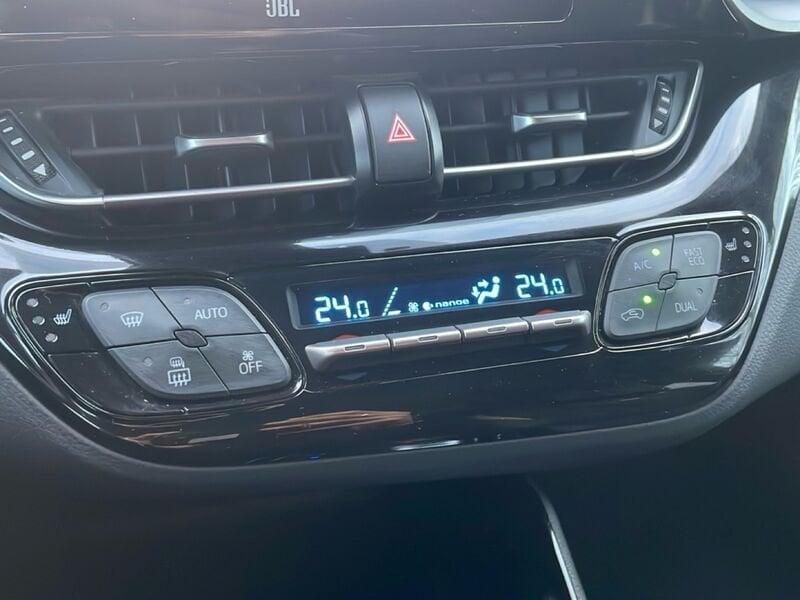 JBL
24.0 nanoe 24.0
AUTO
OFF
A/C
FAST
ECO
DUAL